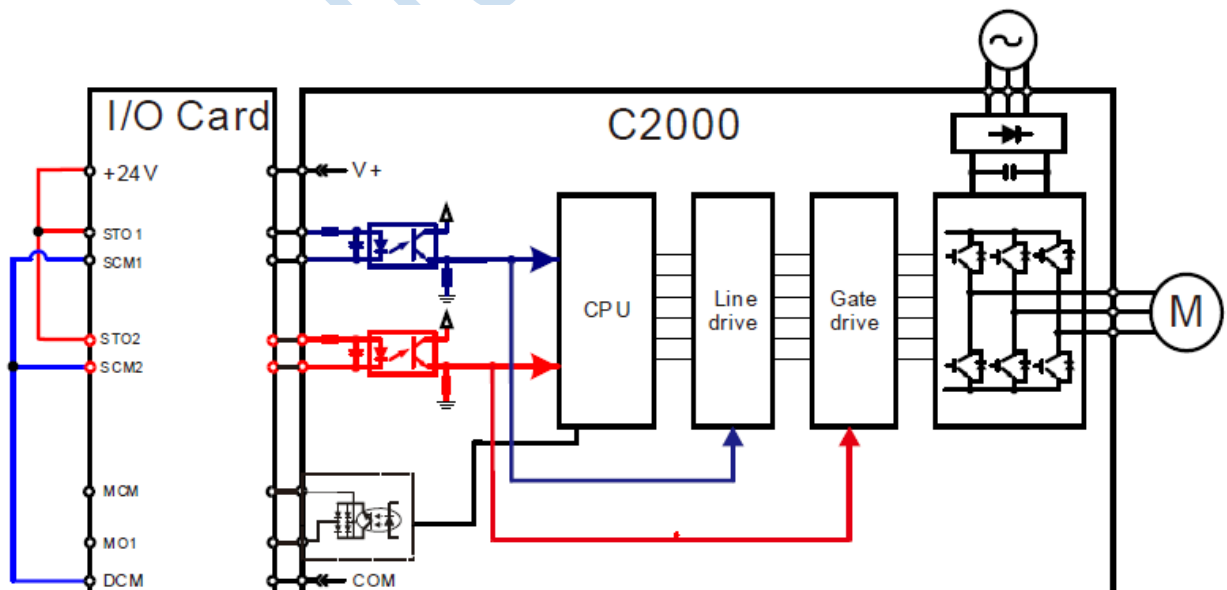 I/O Card
C2000
+24V
V+
STO1
SCM1
CPU
Line
drive
Gate
drive
M
STO2
SCM2
MCM
MO1
DCM
COM